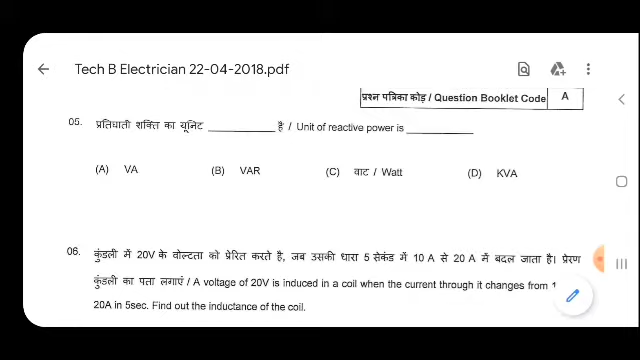 Tech B Electrician 22-04-2018.pdf
प्रश्न पत्रिका कोड़ / Question Booklet Code A
05. प्रतिघाती शक्ति का यूनिट __________ है / Unit of reactive power is __________
(A) VA (B) VAR (C) वाट / Watt (D) KVA
06. कुंडली में 20V के वोल्टता को प्रेरित करते है, जब उसकी धारा 5 सेकंड में 10 A से 20 A में बदल जाता है। प्रेरण
कुंडली का पता लगाएं / A voltage of 20V is induced in a coil when the current through it changes from 1
20A in 5sec. Find out the inductance of the coil.